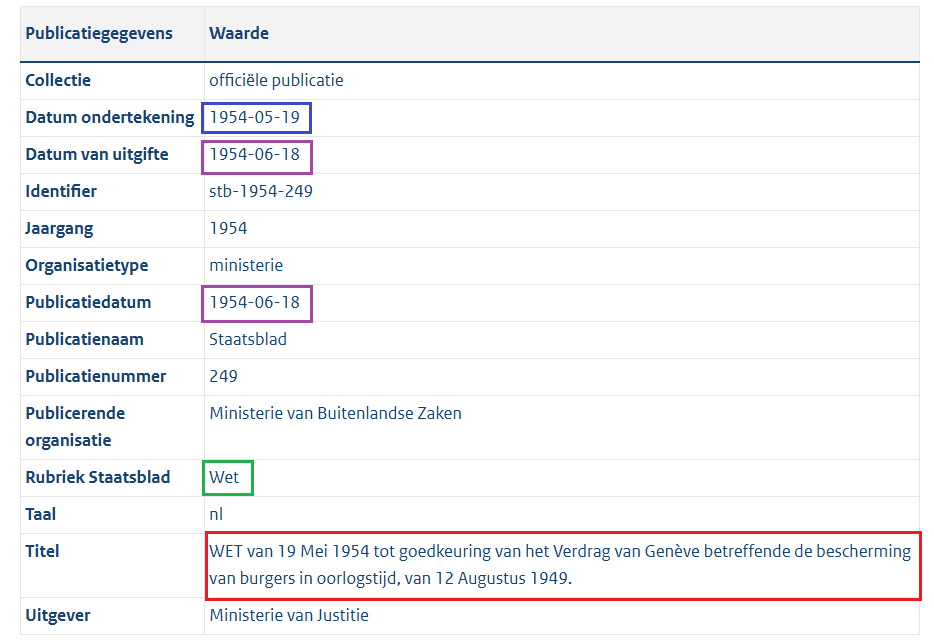 Publicatiegegevens Waarde
Collectie officiële publicatie
Datum ondertekening 1954-05-19
Datum van uitgifte 1954-06-18
Identifier stb-1954-249
Jaargang 1954
Organisatietype ministerie
Publicatiedatum 1954-06-18
Publicatienaam Staatsblad
Publicatienummer 249
Publicerende Ministerie van Buitenlandse Zaken
organisatie
Rubriek Staatsblad Wet
Taal nl
Titel WET van 19 Mei 1954 tot goedkeuring van het Verdrag van Genève betreffende de bescherming
van burgers in oorlogstijd, van 12 Augustus 1949.
Uitgever Ministerie van Justitie